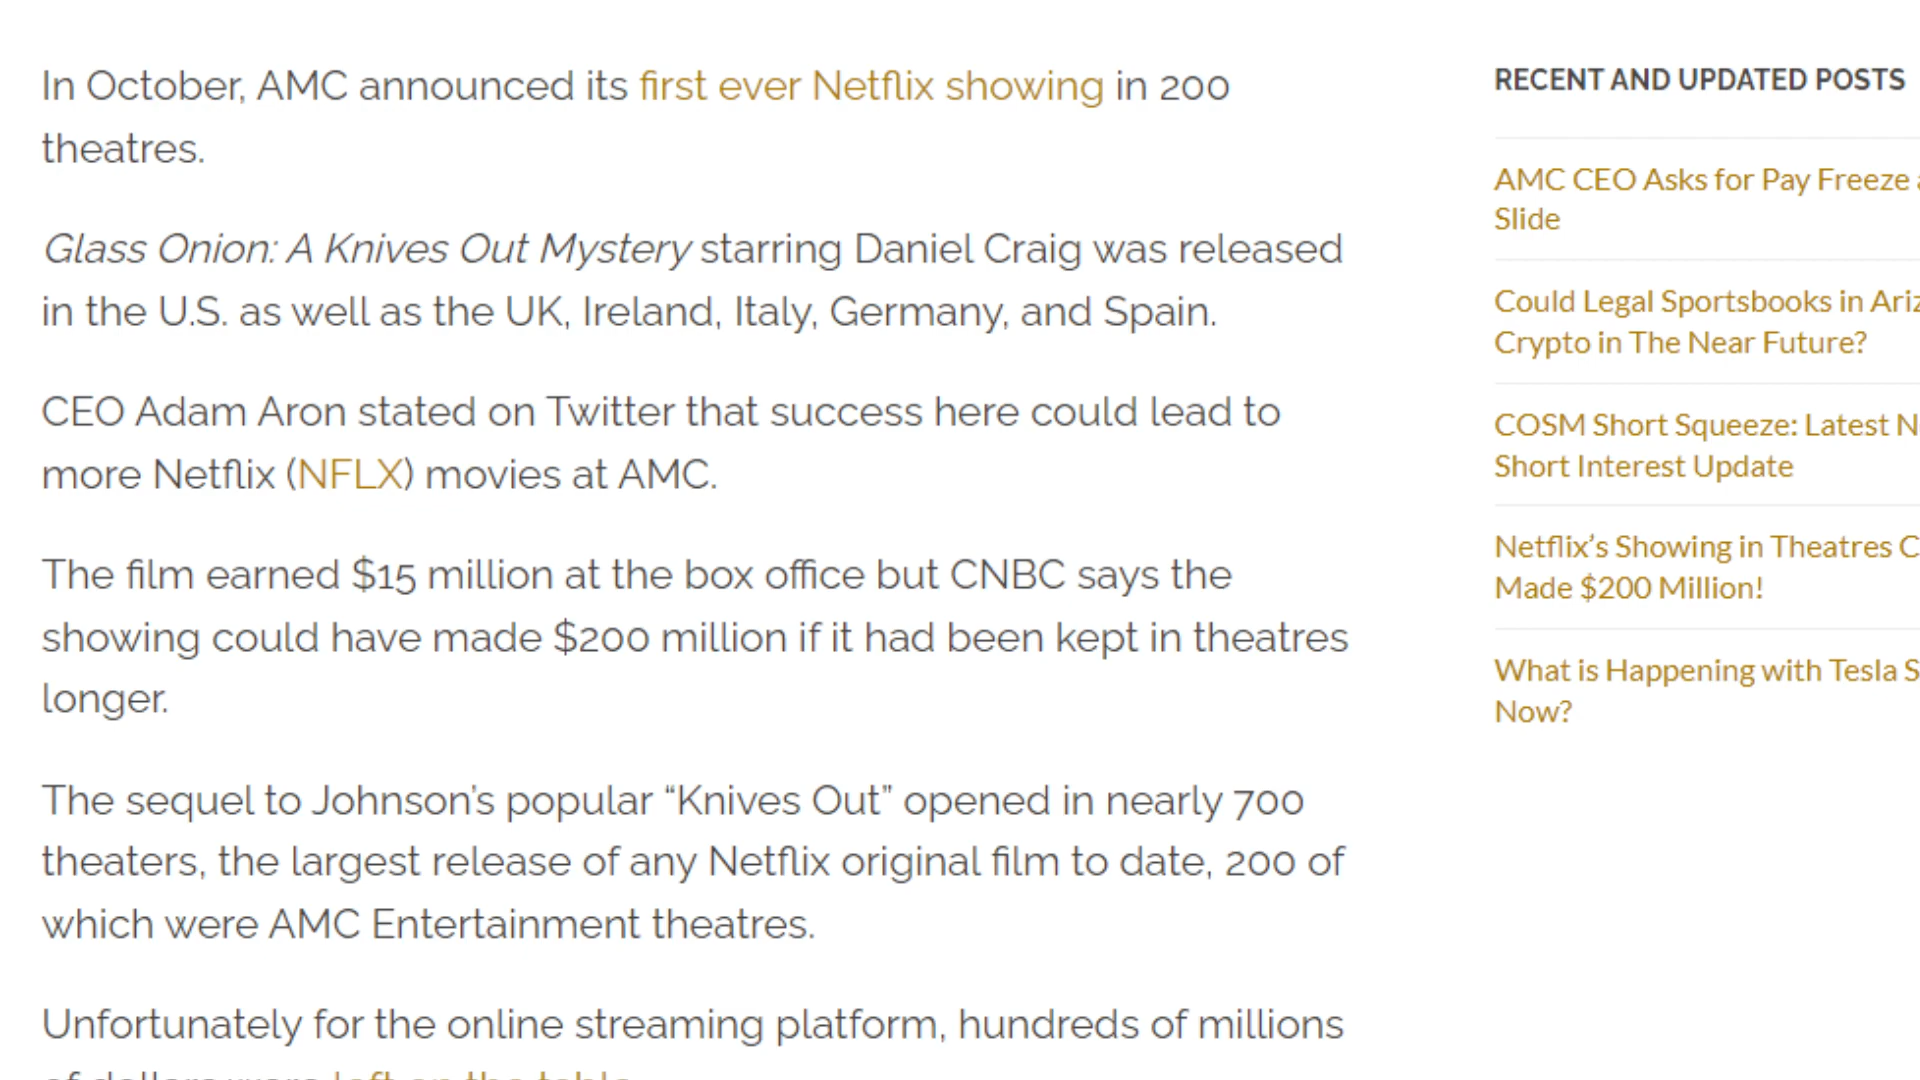 In October, AMC announced its first ever Netflix showing in 200
theatres.
Glass Onion: A Knives Out Mystery starring Daniel Craig was released
in the U.S. as well as the UK, Ireland, Italy, Germany, and Spain.
CEO Adam Aron stated on Twitter that success here could lead to
more Netflix (NFLX) movies at AMC.
The film earned $15 million at the box office but CNBC says the
showing could have made $200 million if it had been kept in theatres
longer.
The sequel to Johnson’s popular “Knives Out” opened in nearly 700
theaters, the largest release of any Netflix original film to date, 200 of
which were AMC Entertainment theatres.
Unfortunately for the online streaming platform, hundreds of millions
of dollars were left on the table
RECENT AND UPDATED POSTS
AMC CEO Asks for Pay Freeze
Slide
Could Legal Sportsbooks in
Crypto in The Near Future?
COSM Short Squeeze: Latest
Short Interest Update
Netflix’s Showing in Theatres
Made $200 Million!
What is Happening with Tesla
Now?